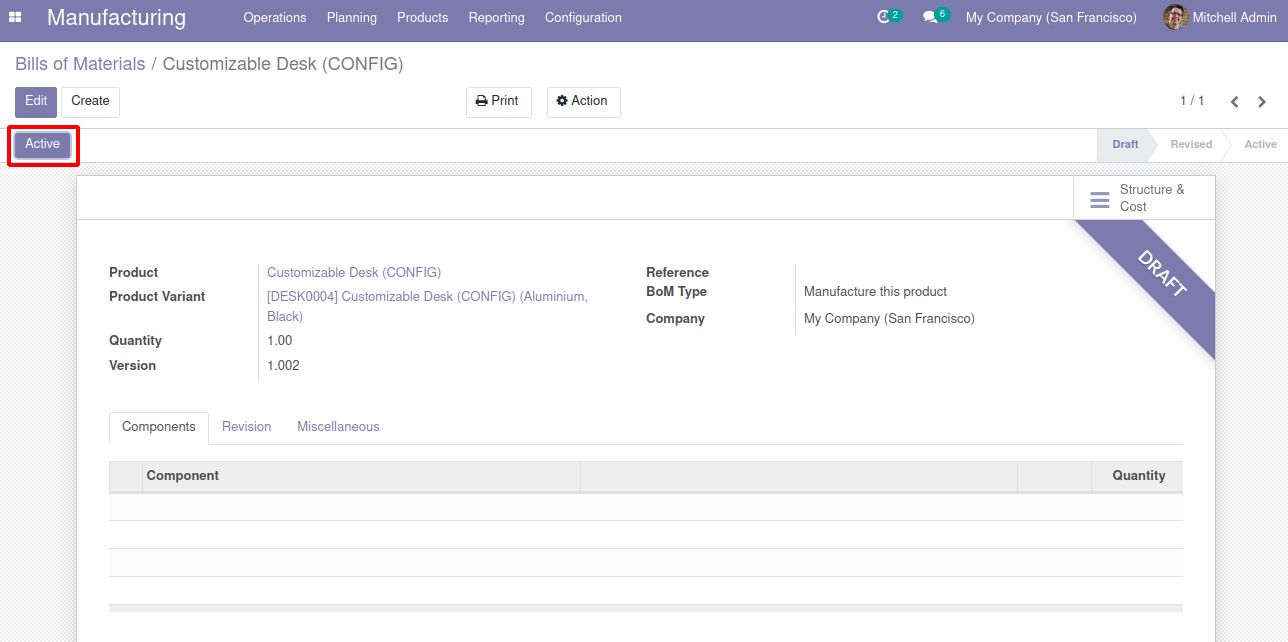 Manufacturing Operations Planning Products Reporting Configuration 2 6 My Company (San Francisco) Mitchell Admin
Bills of Materials / Customizable Desk (CONFIG)
Edit Create Print Action 1 / 1
Active Draft Revised Active
Structure &
Cost
DRAFT
Product Customizable Desk (CONFIG)
Product Variant [DESK0004] Customizable Desk (CONFIG) (Aluminium,
Black)
Quantity 1.00
Version 1.002
Reference
BoM Type Manufacture this product
Company My Company (San Francisco)
Components Revision Miscellaneous
Component Quantity